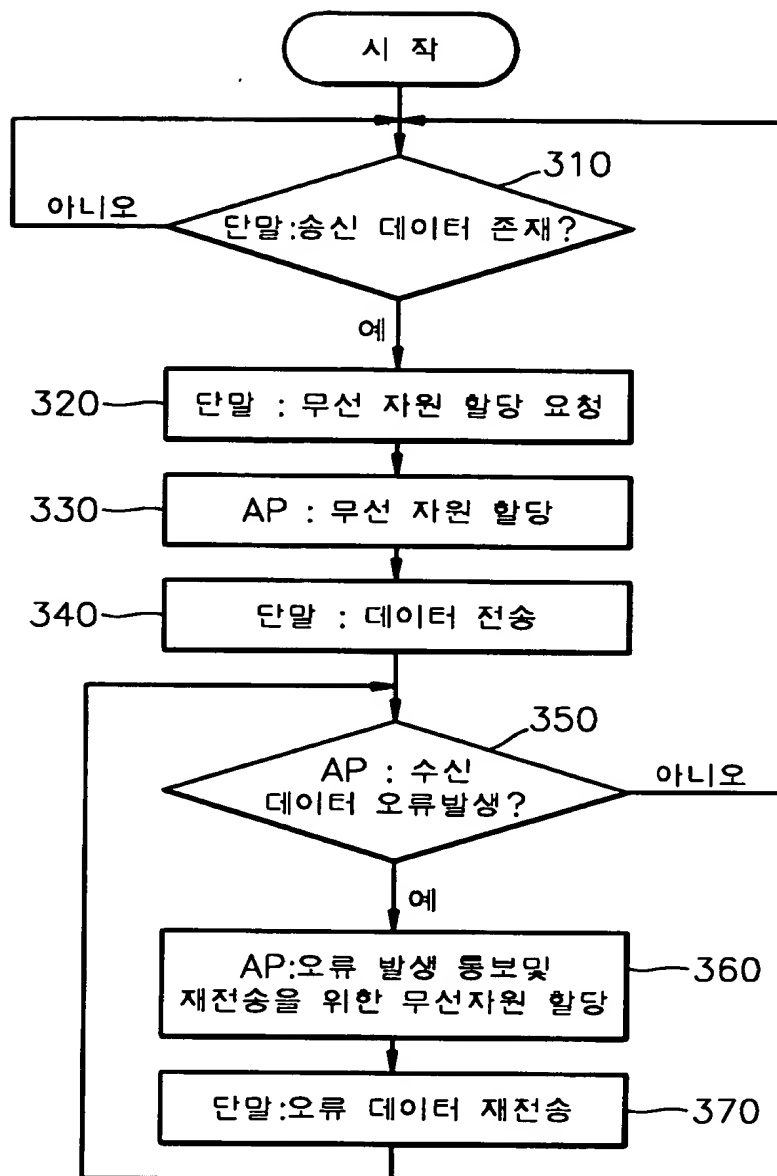 시 작
310
아니오
단말:송신 데이터 존재?
예
320
단말 : 무선 자원 할당 요청
330
AP : 무선 자원 할당
340
단말 : 데이터 전송
350
AP : 수신
데이터 오류발생?
아니오
예
AP:오류 발생 통보및
재전송을 위한 무선자원 할당
360
단말:오류 데이터 재전송
370